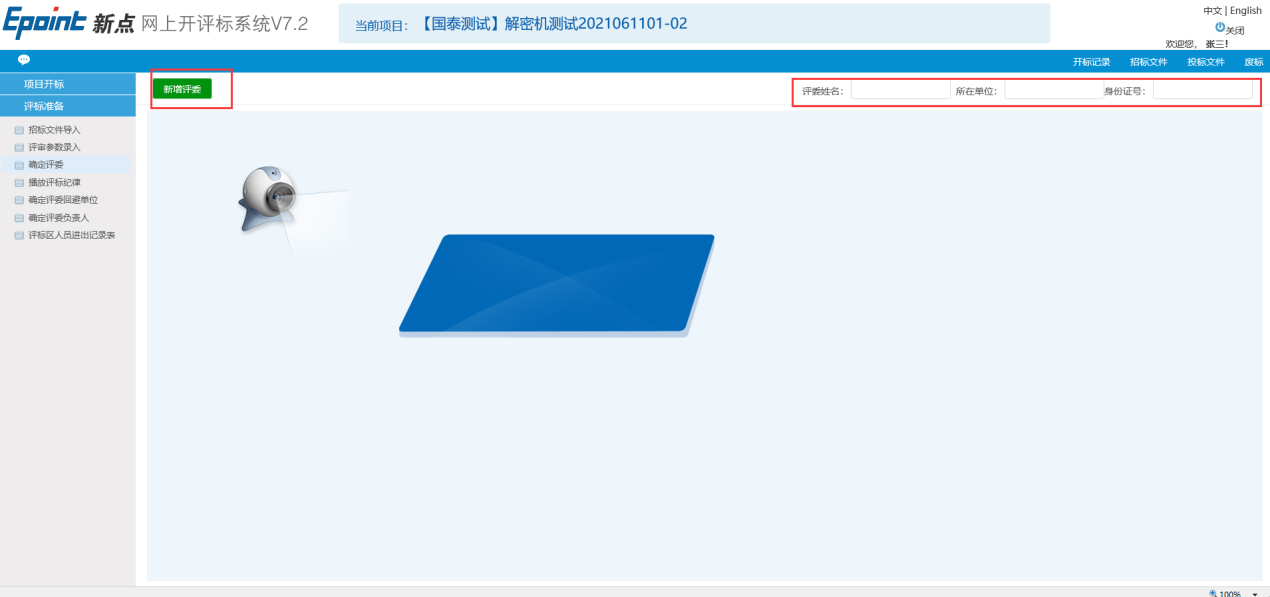 中文 | English
Epoint 新点 网上开评标系统V7.2
当前项目: 【国泰测试】解密机测试2021061101-02
关闭
欢迎您, 张三!
开标记录 招标文件 投标文件 废标
项目开标
评标准备
新增评委
评委姓名: 所在单位: 身份证号:
招标文件导入
评审参数录入
确定评委
播放评标纪律
确定评委回避单位
确定评委负责人
评标区人员进出记录表
100%